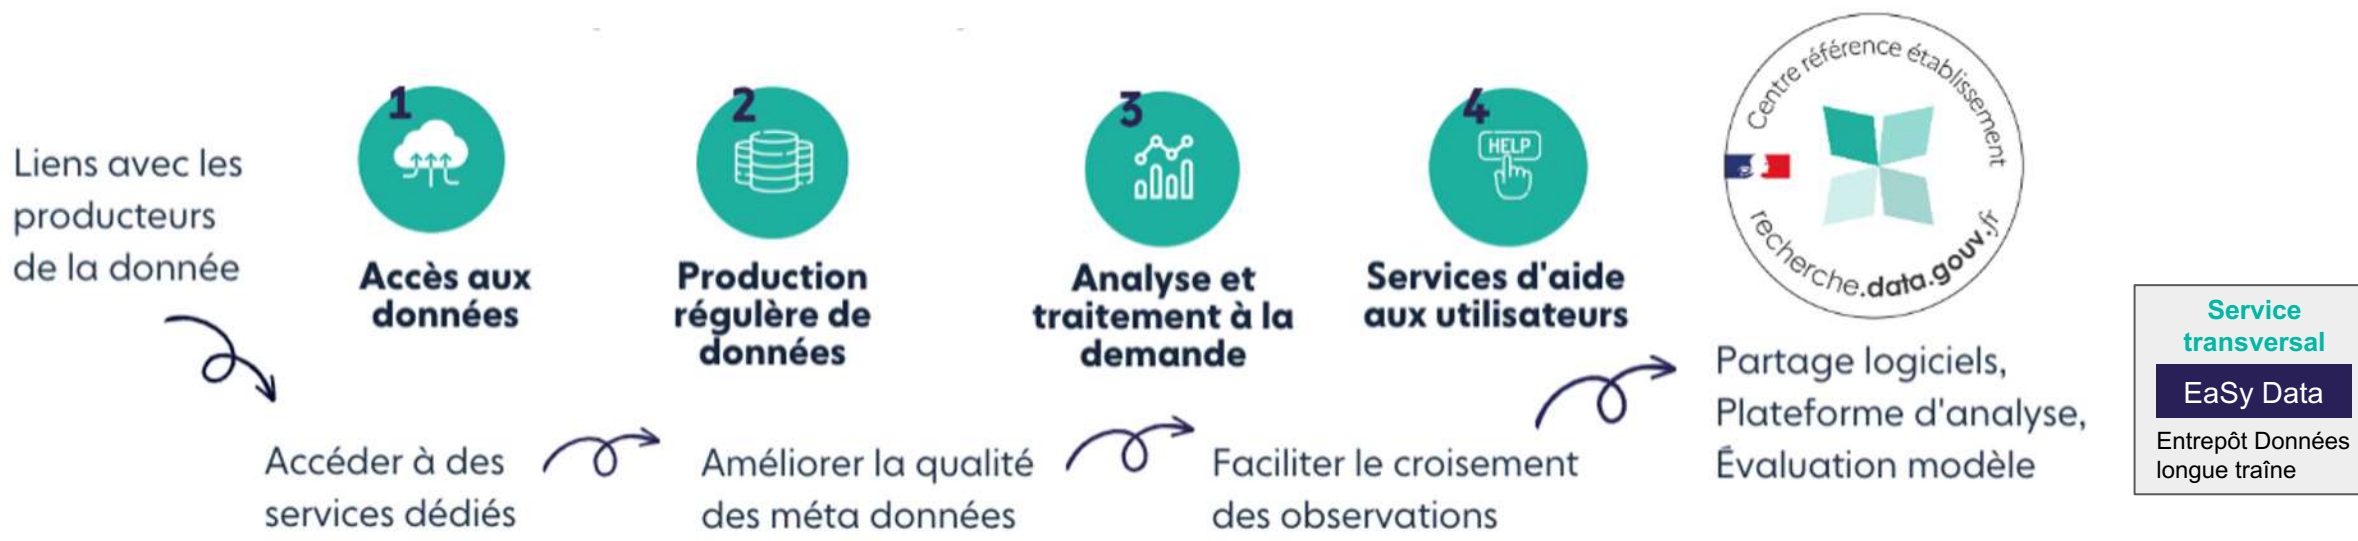 Liens avec les
producteurs
de la donnée
1
Accès aux
données
2
Production
régulère de
données
3
Analyse et
traitement à la
demande
4
HELP
Services d'aide
aux utilisateurs
Centre référence établissement
recherche.data.gouv.fr
Accéder à des
services dédiés
Améliorer la qualité
des méta données
Faciliter le croisement
des observations
Partage logiciels,
Plateforme d'analyse,
Évaluation modèle
Service
transversal
EaSy Data
Entrepôt Données
longue traîne